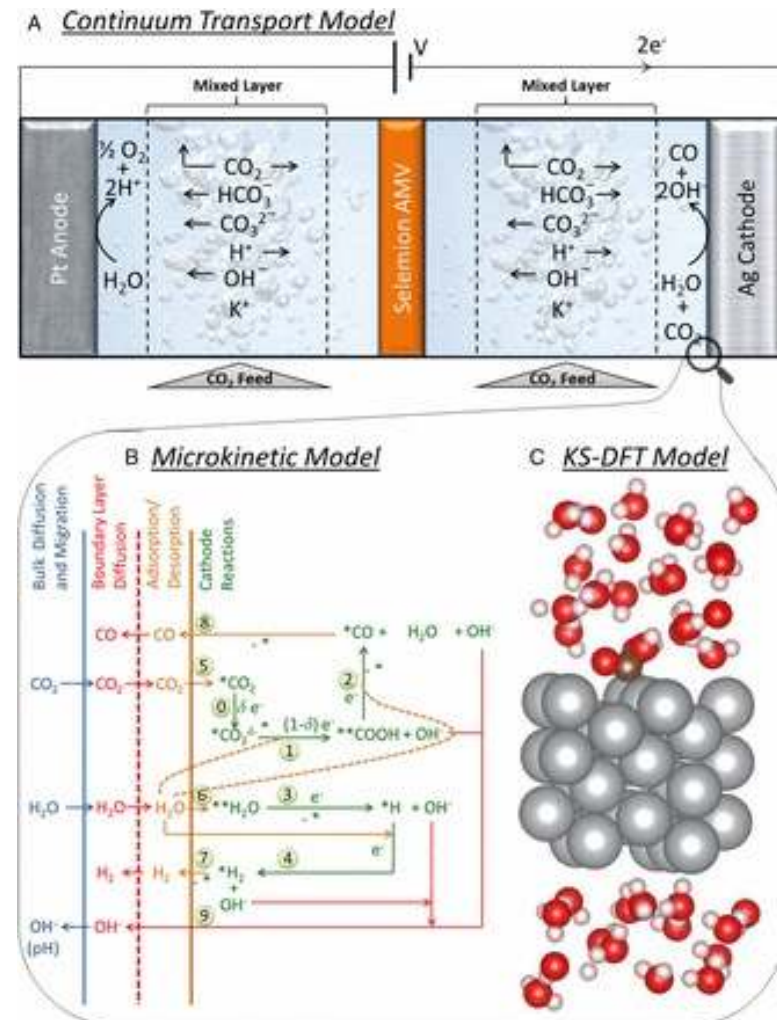 A Continuum Transport Model
V
2e⁻
Mixed Layer
Mixed Layer
Pt Anode
½ O₂
+
2H⁺
H₂O
CO₂
HCO₃⁻
CO₃²⁻
H⁺
OH⁻
K⁺
Selemion AMV
CO₂
HCO₃⁻
CO₃²⁻
H⁺
OH⁻
K⁺
CO
+
2OH⁻
H₂O
+
CO₂
Ag Cathode
CO₂ Feed
CO₂ Feed
B Microkinetic Model
C KS-DFT Model
Bulk Diffusion
and Migration
Boundary Layer
Diffusion
Adsorption/
Desorption
Cathode
Reactions
CO CO 8 *CO + H₂O + OH⁻
- *
CO₂ CO₂ CO₂ 5 *CO₂ 2 - *
e⁻
0 δ e⁻
*CO₂δ⁻ - * (1-δ) e⁻ **COOH + OH⁻
1
H₂O H₂O H₂O 6 **H₂O 3 e⁻ *H + OH⁻
- *
e⁻
H₂ H₂ 7 *H₂ 4
- *
+
OH⁻
OH⁻ OH⁻ 9
(pH)